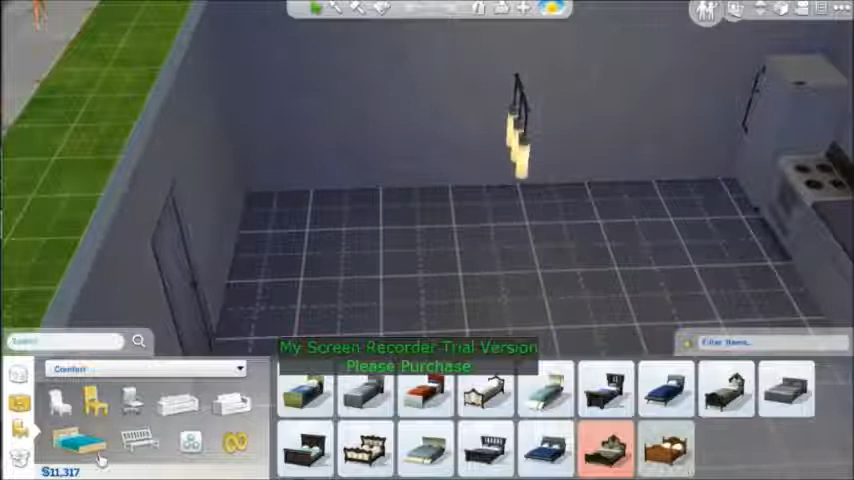 Search
My Screen Recorder Trial Version
Please Purchase
Filter Items...
Comfort
$11,317